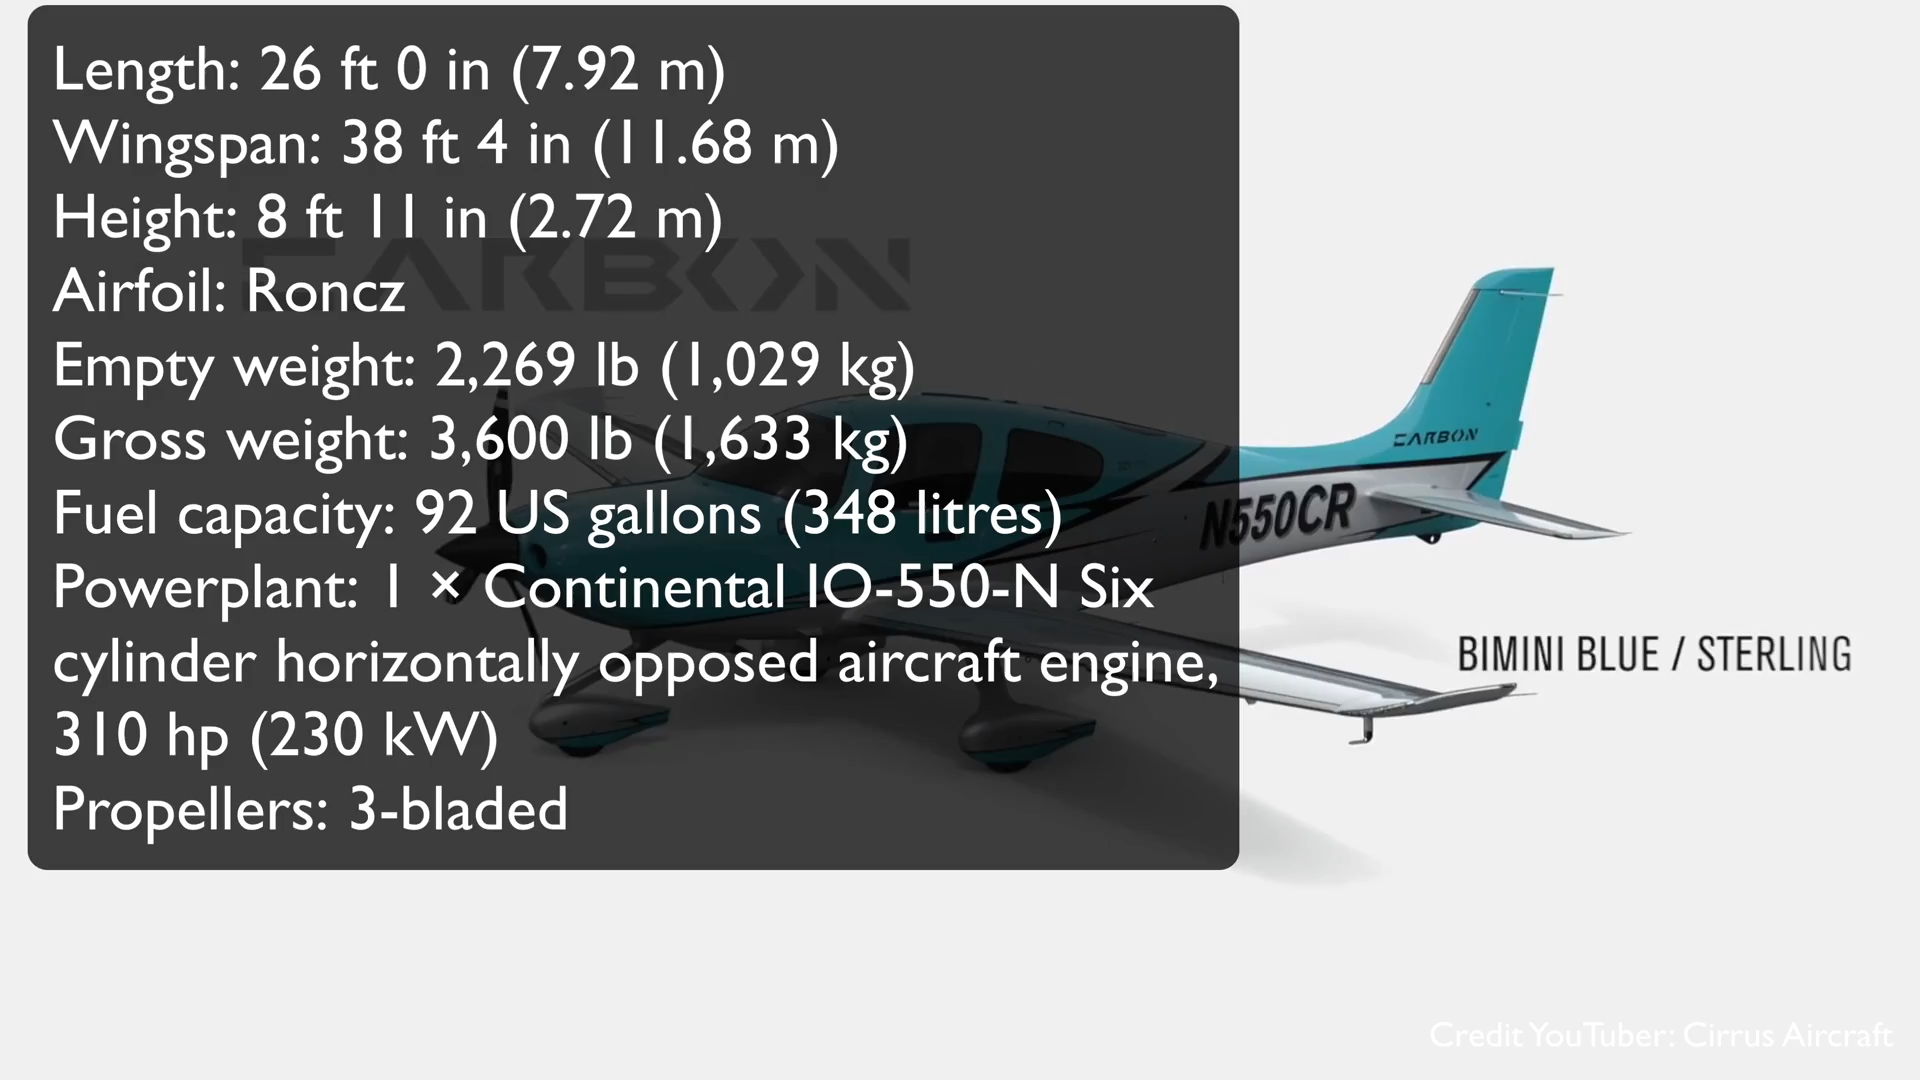 Length: 26 ft 0 in (7.92 m)
Wingspan: 38 ft 4 in (11.68 m)
Height: 8 ft 11 in (2.72 m)
CARBON
Airfoil: Roncz
Empty weight: 2,269 lb (1,029 kg)
Gross weight: 3,600 lb (1,633 kg)
CARBON
Fuel capacity: 92 US gallons (348 litres)
N550CR
Powerplant: 1 × Continental IO-550-N Six
cylinder horizontally opposed aircraft engine,
310 hp (230 kW)
Propellers: 3-bladed
BIMINI BLUE / STERLING
Credit YouTuber: Cirrus Aircraft